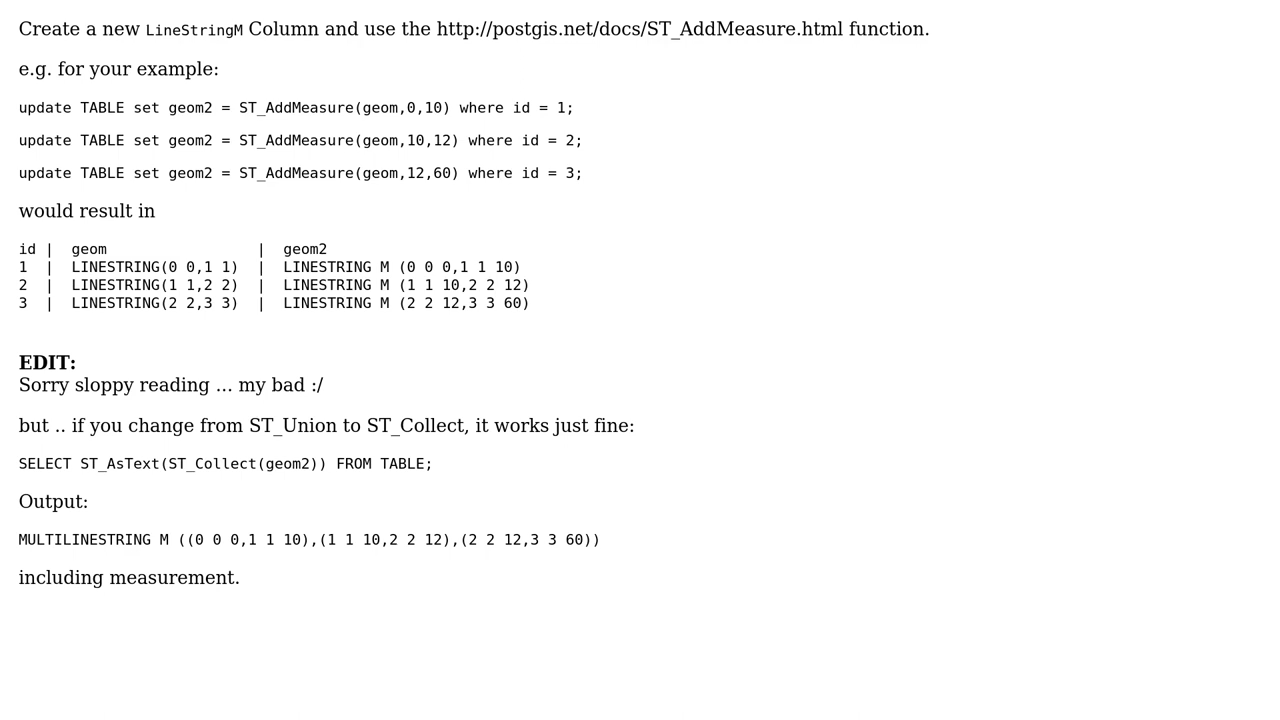 Create a new LineStringM Column and use the http://postgis.net/docs/ST_AddMeasure.html function.
e.g. for your example:
update TABLE set geom2 = ST_AddMeasure(geom,0,10) where id = 1;
update TABLE set geom2 = ST_AddMeasure(geom,10,12) where id = 2;
update TABLE set geom2 = ST_AddMeasure(geom,12,60) where id = 3;
would result in
id |  geom                 |  geom2
1  |  LINESTRING(0 0,1 1)  |  LINESTRING M (0 0 0,1 1 10)
2  |  LINESTRING(1 1,2 2)  |  LINESTRING M (1 1 10,2 2 12)
3  |  LINESTRING(2 2,3 3)  |  LINESTRING M (2 2 12,3 3 60)
EDIT:
Sorry sloppy reading ... my bad :/
but .. if you change from ST_Union to ST_Collect, it works just fine:
SELECT ST_AsText(ST_Collect(geom2)) FROM TABLE;
Output:
MULTILINESTRING M ((0 0 0,1 1 10),(1 1 10,2 2 12),(2 2 12,3 3 60))
including measurement.